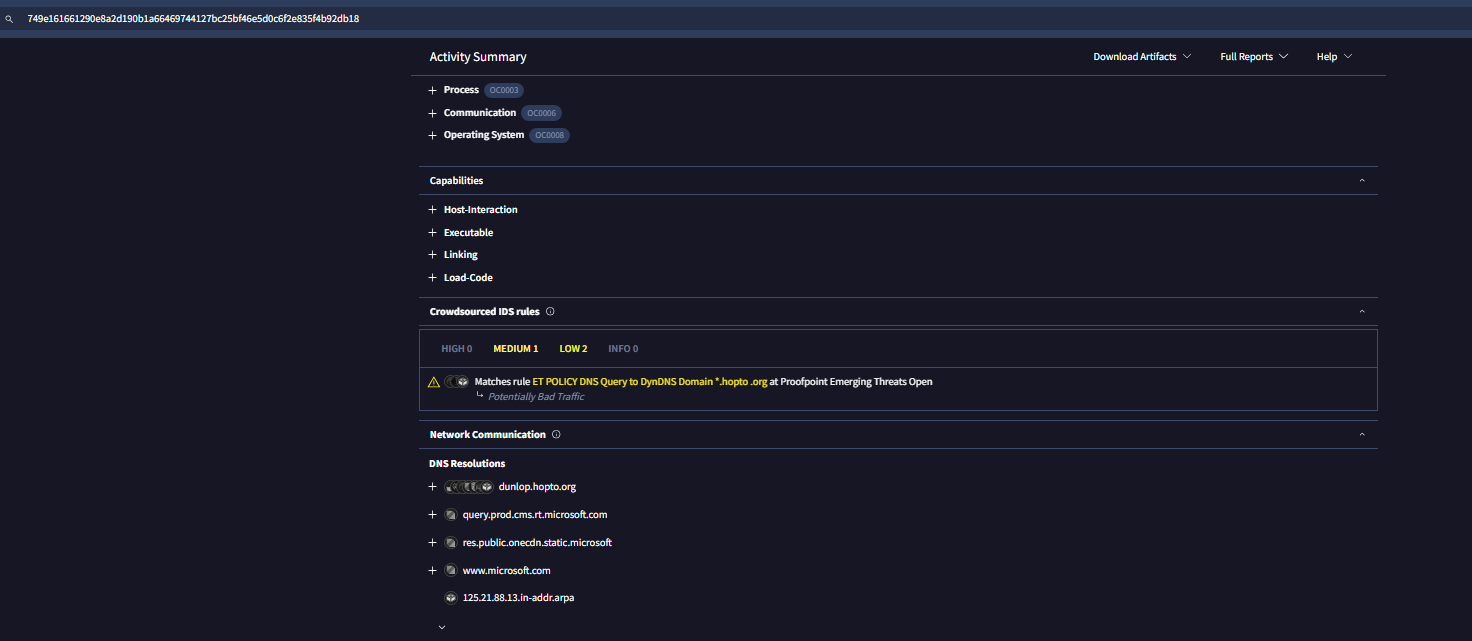 749e161661290e8a2d190b1a66469744127bc25bf46e5d0c6f2e835f4b92db18
Activity Summary Download Artifacts Full Reports Help
Process OC0003
Communication OC0006
Operating System OC0008
Capabilities
Host-Interaction
Executable
Linking
Load-Code
Crowdsourced IDS rules
HIGH 0 MEDIUM 1 LOW 2 INFO 0
Matches rule ET POLICY DNS Query to DynDNS Domain *.hopto .org at Proofpoint Emerging Threats Open
Potentially Bad Traffic
Network Communication
DNS Resolutions
dunlop.hopto.org
query.prod.cms.rt.microsoft.com
res.public.onecdn.static.microsoft
www.microsoft.com
125.21.88.13.in-addr.arpa